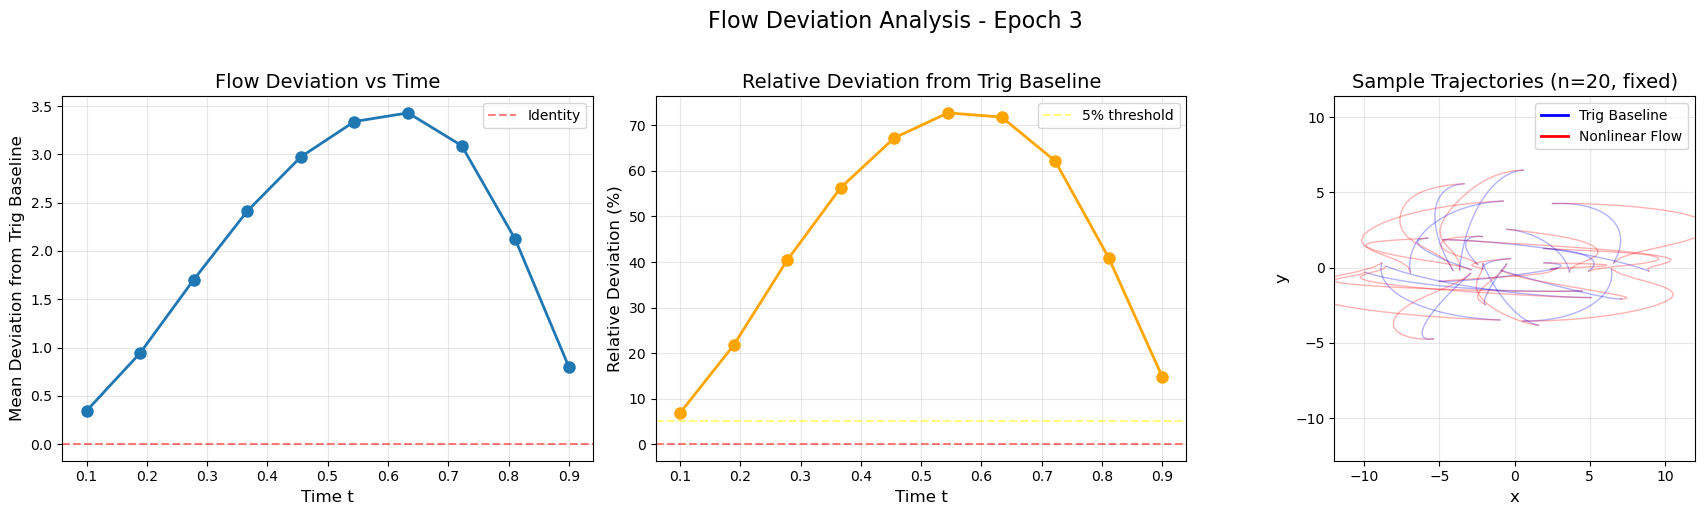 Flow Deviation Analysis - Epoch 3
Flow Deviation vs Time
Mean Deviation from Trig Baseline
3.5
3.0
2.5
2.0
1.5
1.0
0.5
0.0
Identity
0.1 0.2 0.3 0.4 0.5 0.6 0.7 0.8 0.9
Time t
Relative Deviation from Trig Baseline
Relative Deviation (%)
70
60
50
40
30
20
10
0
5% threshold
0.1 0.2 0.3 0.4 0.5 0.6 0.7 0.8 0.9
Time t
Sample Trajectories (n=20, fixed)
y
10
5
0
−5
−10
Trig Baseline
Nonlinear Flow
−10 −5 0 5 10
x